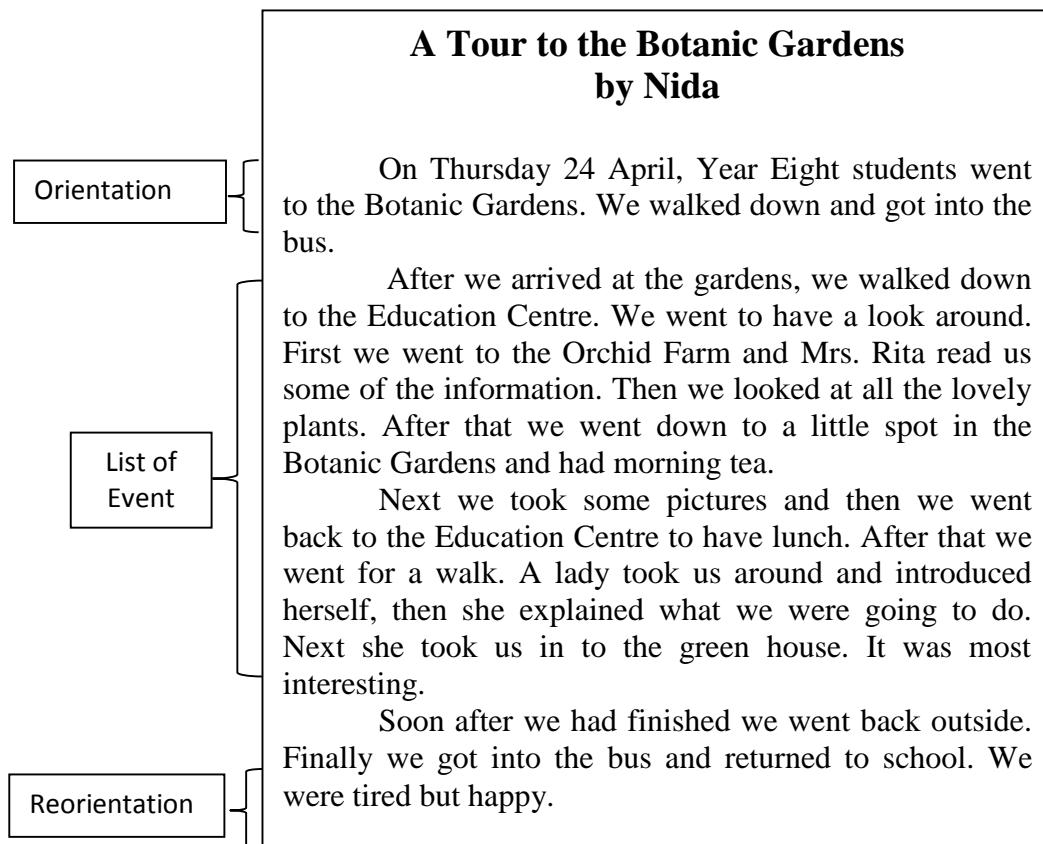 A Tour to the Botanic Gardens
by Nida
Orientation
On Thursday 24 April, Year Eight students went
to the Botanic Gardens. We walked down and got into the
bus.
List of
Event
After we arrived at the gardens, we walked down
to the Education Centre. We went to have a look around.
First we went to the Orchid Farm and Mrs. Rita read us
some of the information. Then we looked at all the lovely
plants. After that we went down to a little spot in the
Botanic Gardens and had morning tea.
Next we took some pictures and then we went
back to the Education Centre to have lunch. After that we
went for a walk. A lady took us around and introduced
herself, then she explained what we were going to do.
Next she took us in to the green house. It was most
interesting.
Reorientation
Soon after we had finished we went back outside.
Finally we got into the bus and returned to school. We
were tired but happy.